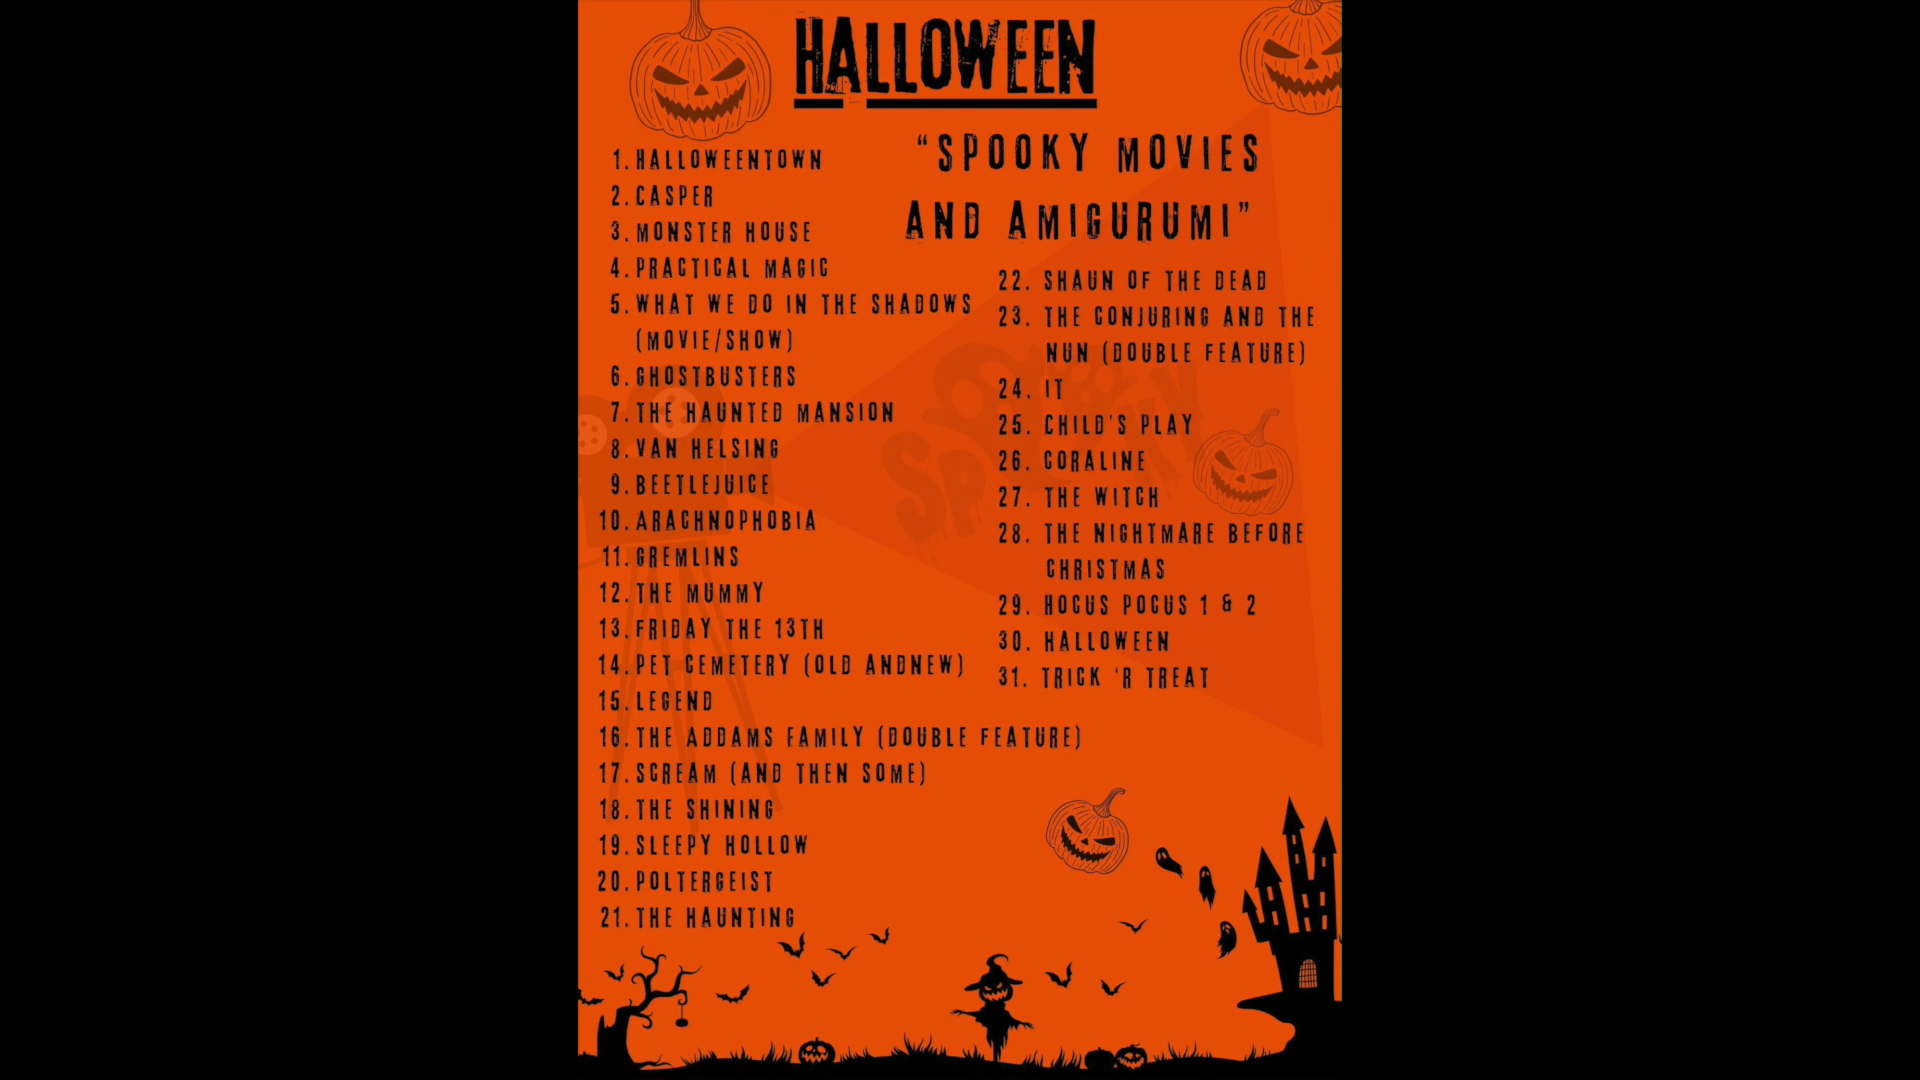 HALLOWEEN
"SPOOKY MOVIES
AND AMIGURUMI"
1. HALLOWEENTOWN
2. CASPER
3. MONSTER HOUSE
4. PRACTICAL MAGIC
5. WHAT WE DO IN THE SHADOWS
(MOVIE/SHOW)
6. GHOSTBUSTERS
7. THE HAUNTED MANSION
8. VAN HELSING
9. BEETLEJUICE
10. ARACHNOPHOBIA
11. GREMLINS
12. THE MUMMY
13. FRIDAY THE 13TH
14. PET CEMETERY (OLD ANDNEW)
15. LEGEND
16. THE ADDAMS FAMILY (DOUBLE FEATURE)
17. SCREAM (AND THEN SOME)
18. THE SHINING
19. SLEEPY HOLLOW
20. POLTERGEIST
21. THE HAUNTING
22. SHAUN OF THE DEAD
23. THE CONJURING AND THE
NUN (DOUBLE FEATURE)
24. IT
25. CHILD'S PLAY
26. CORALINE
27. THE WITCH
28. THE NIGHTMARE BEFORE
CHRISTMAS
29. HOCUS POCUS 1 & 2
30. HALLOWEEN
31. TRICK 'R TREAT
SPOOKY